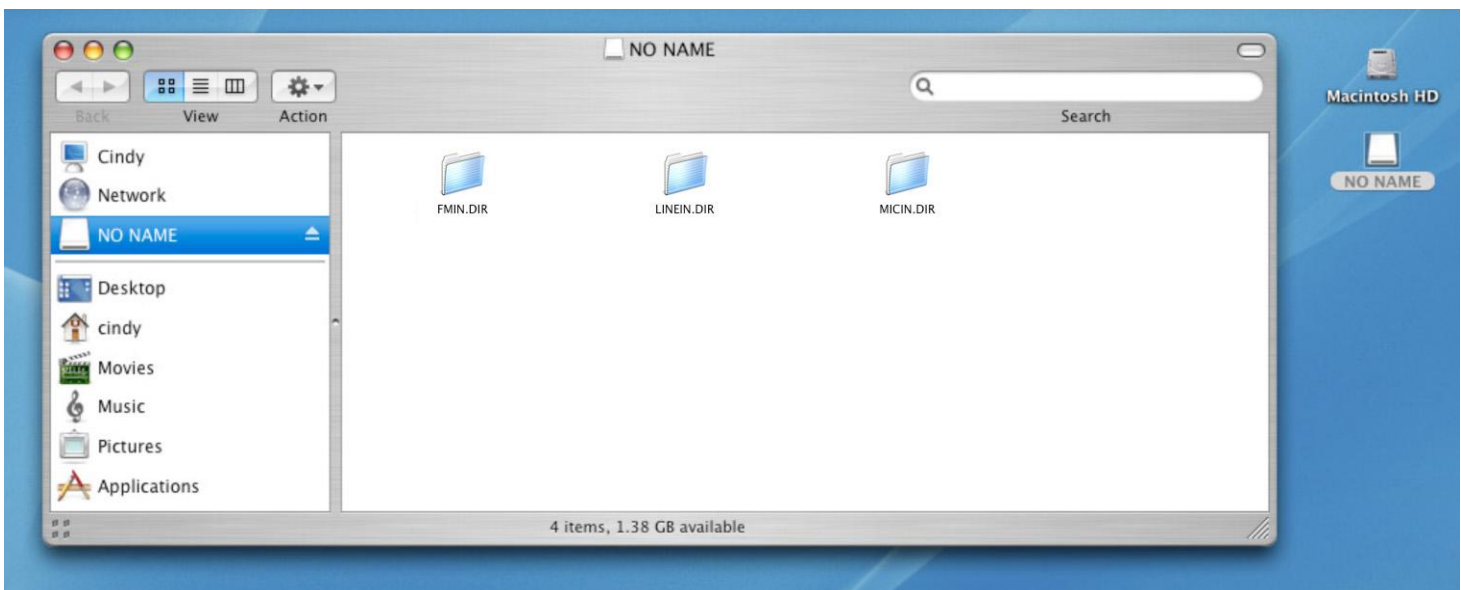 NO NAME
Back
View
Action
Search
Cindy
Network
NO NAME
Desktop
cindy
Movies
Music
Pictures
Applications
FMIN.DIR
LINEIN.DIR
MICIN.DIR
4 items, 1.38 GB available
Macintosh HD
NO NAME